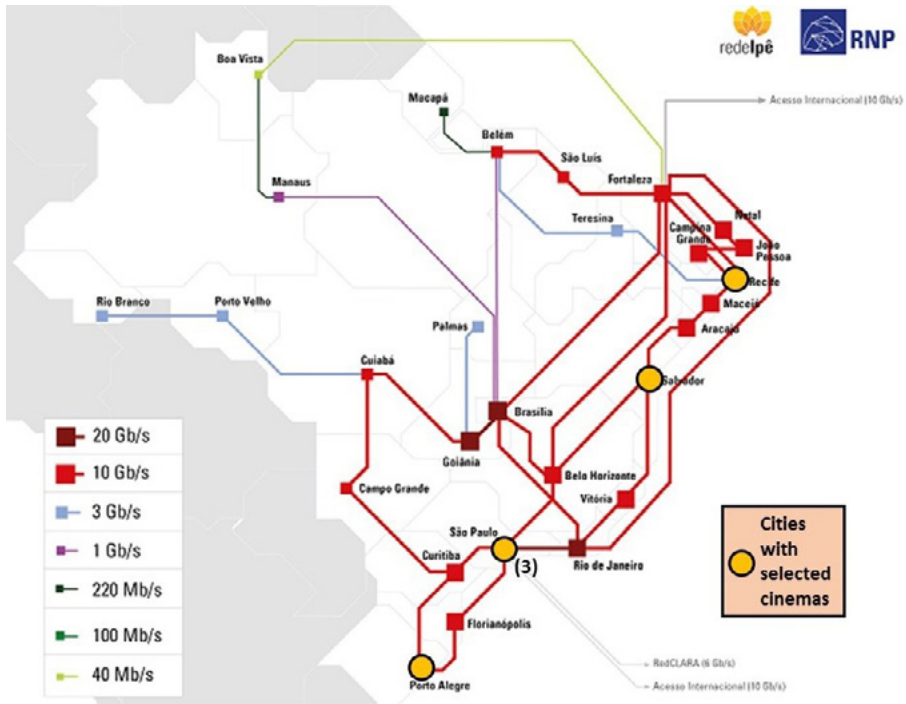 redeIpê
RNP
Boa Vista
Acesso Internacional (10 Gb/s)
Macapá
Belém
São Luís
Fortaleza
Manaus
Teresina
Natal
Campina
Grande
João
Pessoa
Recife
Rio Branco
Porto Velho
Maceió
Palmas
Aracajú
Cuiabá
Salvador
Brasília
20 Gb/s
Goiânia
10 Gb/s
Belo Horizonte
Campo Grande
Vitória
3 Gb/s
São Paulo
Cities
with
selected
cinemas
1 Gb/s
Curitiba
(3)
Rio de Janeiro
220 Mb/s
Florianópolis
100 Mb/s
RedCLARA (6 Gb/s)
40 Mb/s
Porto Alegre
Acesso Internacional (10 Gb/s)